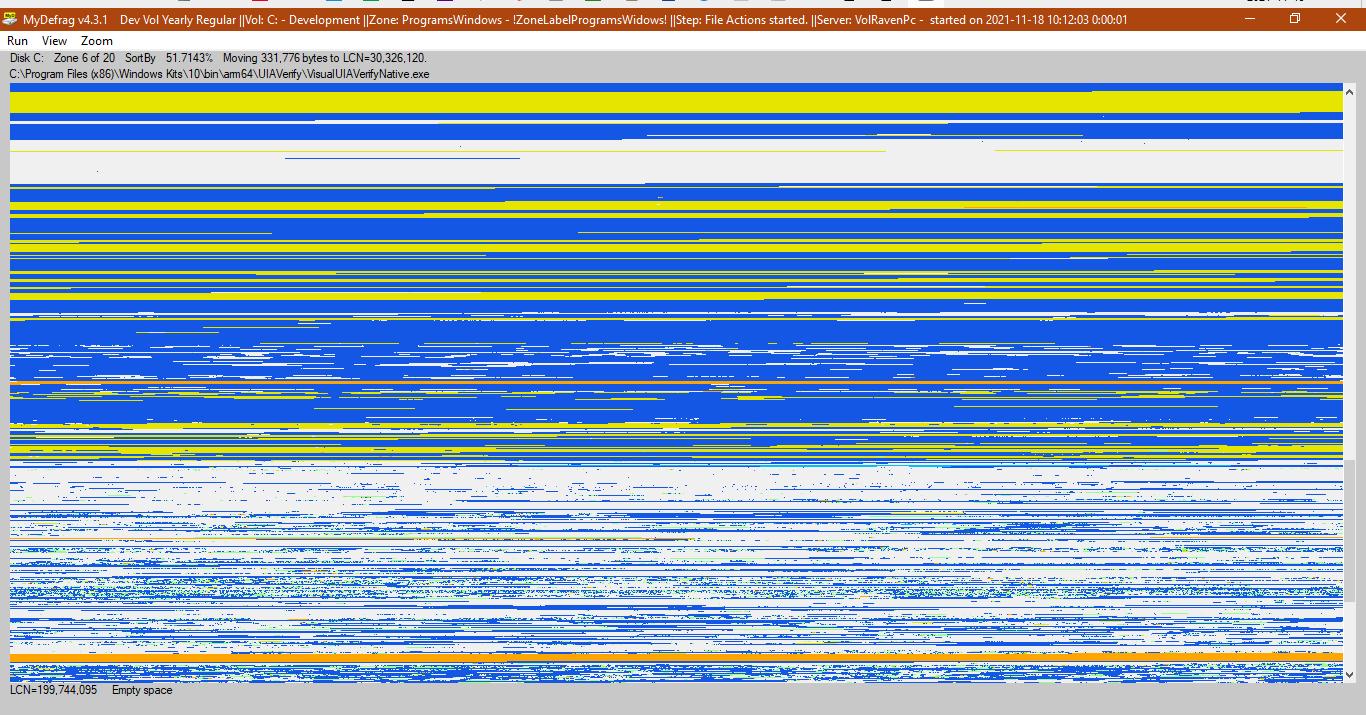 MyDefrag v4.3.1 Dev Vol Yearly Regular ||Vol: C: - Development ||Zone: ProgramsWindows - !ZoneLabelProgramsWidows! ||Step: File Actions started. ||Server: VolRavenPc - started on 2021-11-18 10:12:03 0:00:01
Run View Zoom
Disk C: Zone 6 of 20 SortBy 51.7143% Moving 331,776 bytes to LCN=30,326,120.
C:\Program Files (x86)\Windows Kits\10\bin\arm64\UIAVerify\VisualUIAVerifyNative.exe
LCN=199,744,095 Empty space